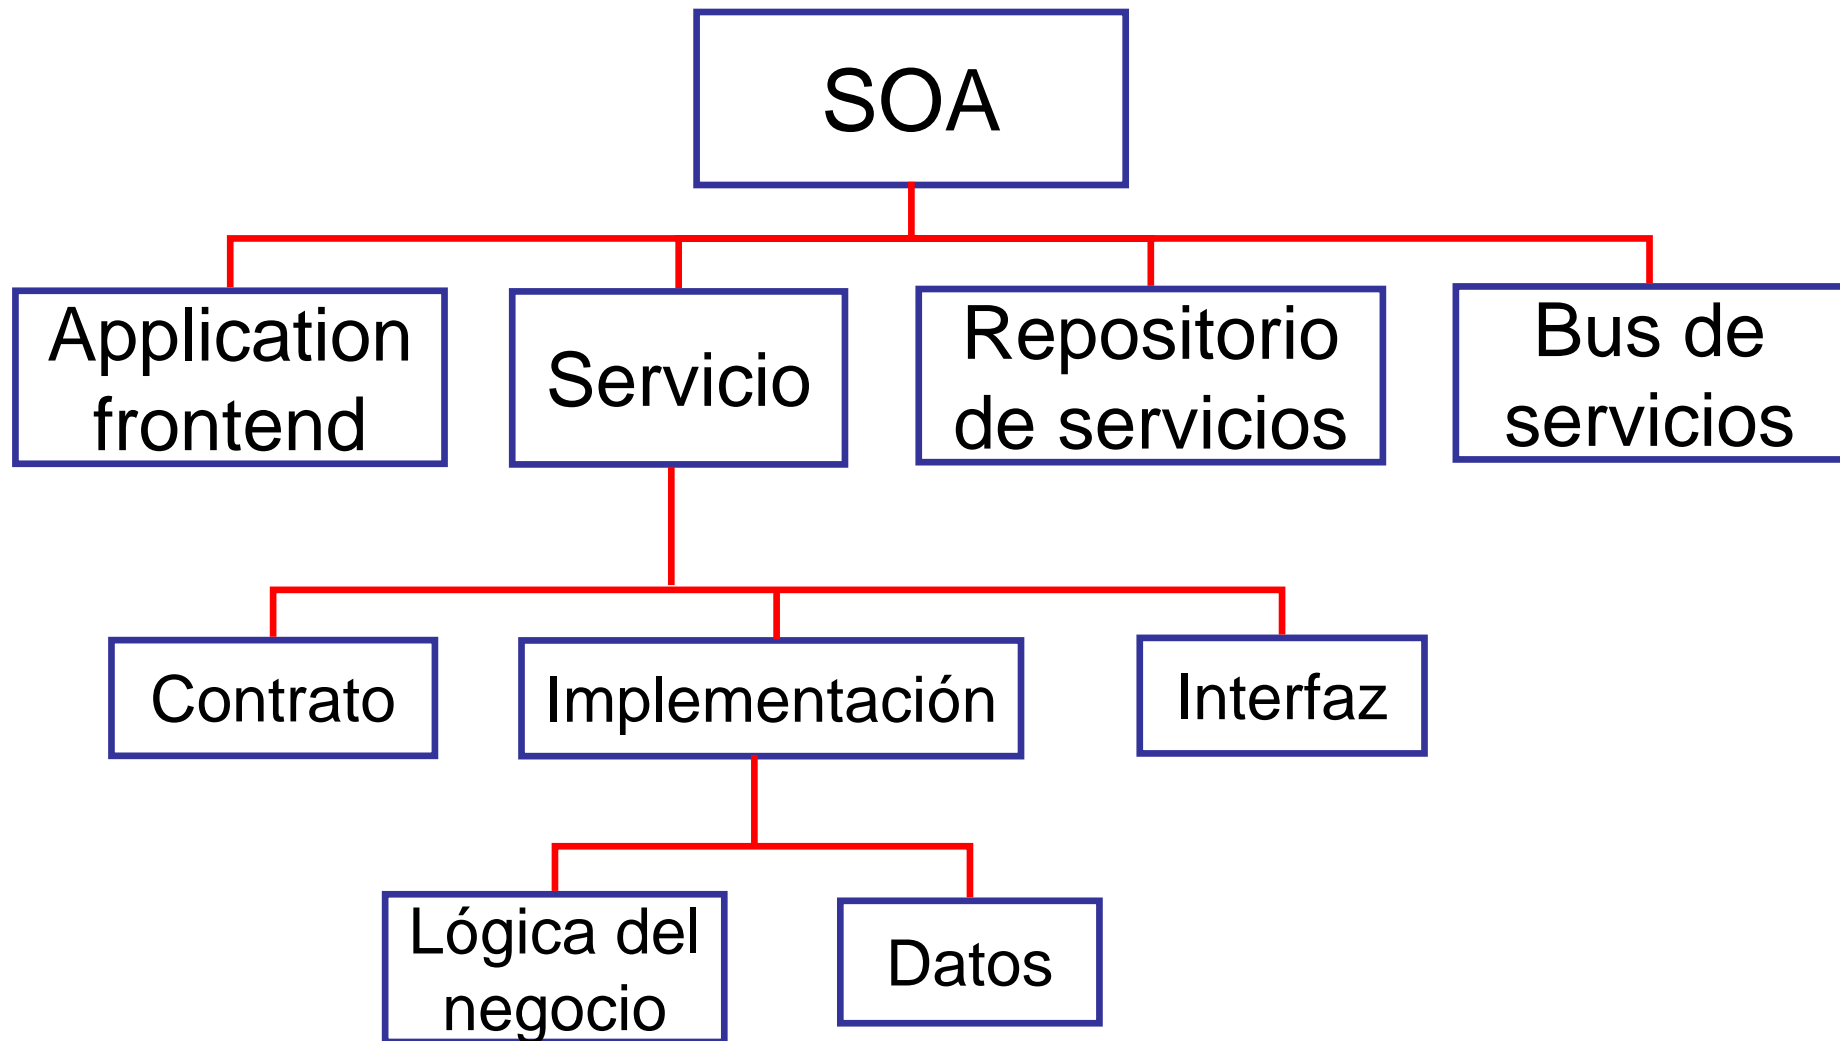 SOA
Application
frontend
Servicio
Repositorio
de servicios
Bus de
servicios
Contrato
Implementación
Interfaz
Lógica del
negocio
Datos